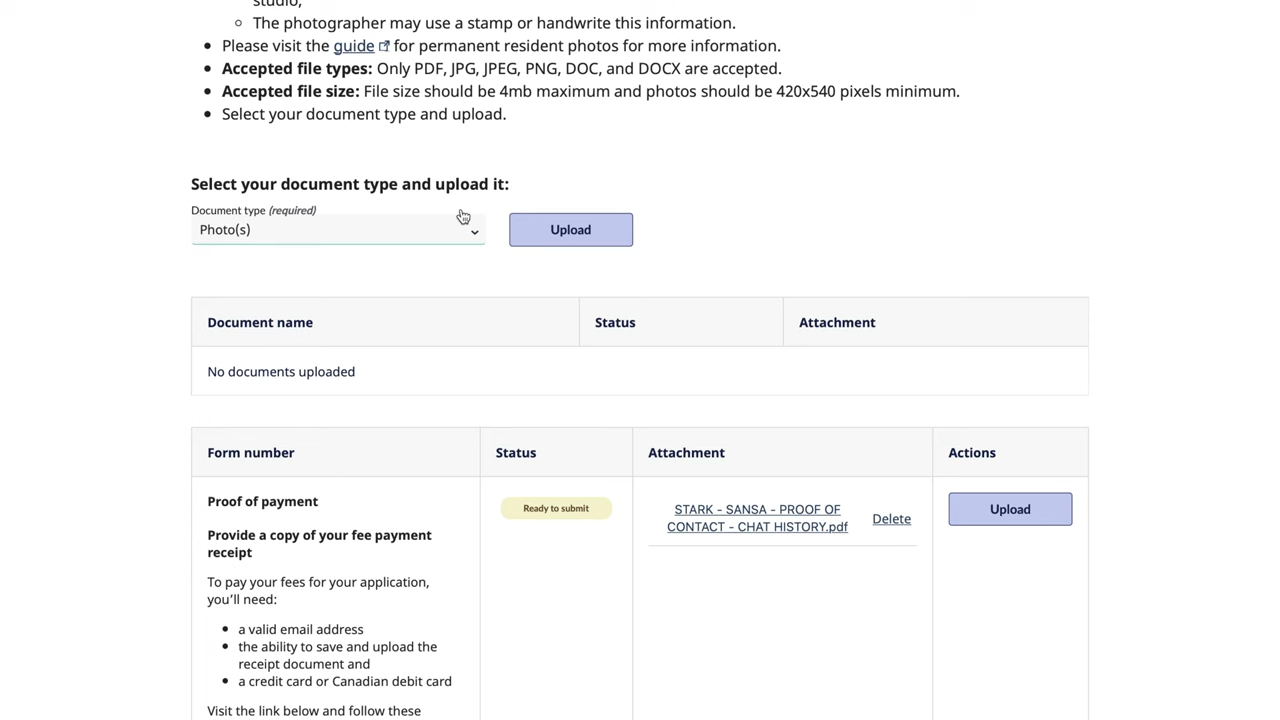 studio,
The photographer may use a stamp or handwrite this information.
Please visit the guide for permanent resident photos for more information.
Accepted file types: Only PDF, JPG, JPEG, PNG, DOC, and DOCX are accepted.
Accepted file size: File size should be 4mb maximum and photos should be 420x540 pixels minimum.
Select your document type and upload.
Select your document type and upload it:
Document type (required)
Photo(s)
Upload
Document name Status Attachment
No documents uploaded
Form number Status Attachment Actions
Proof of payment
Ready to submit
STARK - SANSA - PROOF OF
CONTACT - CHAT HISTORY.pdf
Delete
Upload
Provide a copy of your fee payment
receipt
To pay your fees for your application,
you'll need:
a valid email address
the ability to save and upload the
receipt document and
a credit card or Canadian debit card
Visit the link below and follow these